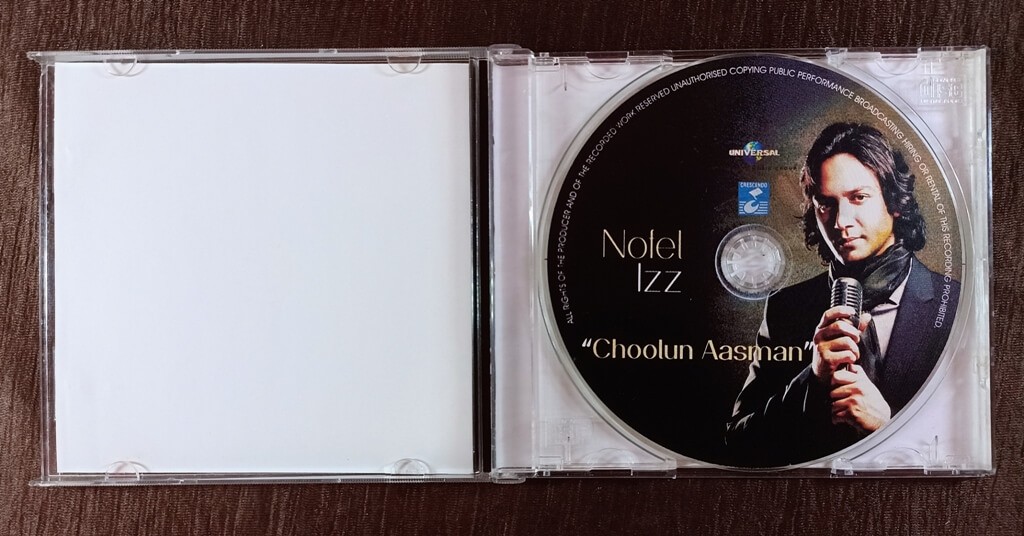 ALL RIGHTS OF THE PRODUCER AND OF THE RECORDED WORK RESERVED UNAUTHORISED COPYING PUBLIC PERFORMANCE BROADCASTING HIRING OR RENTAL OF THIS RECORDING PROHIBITED.
UNIVERSAL
CRESCENDO
Nofel
Izz
“Choolun Aasman”